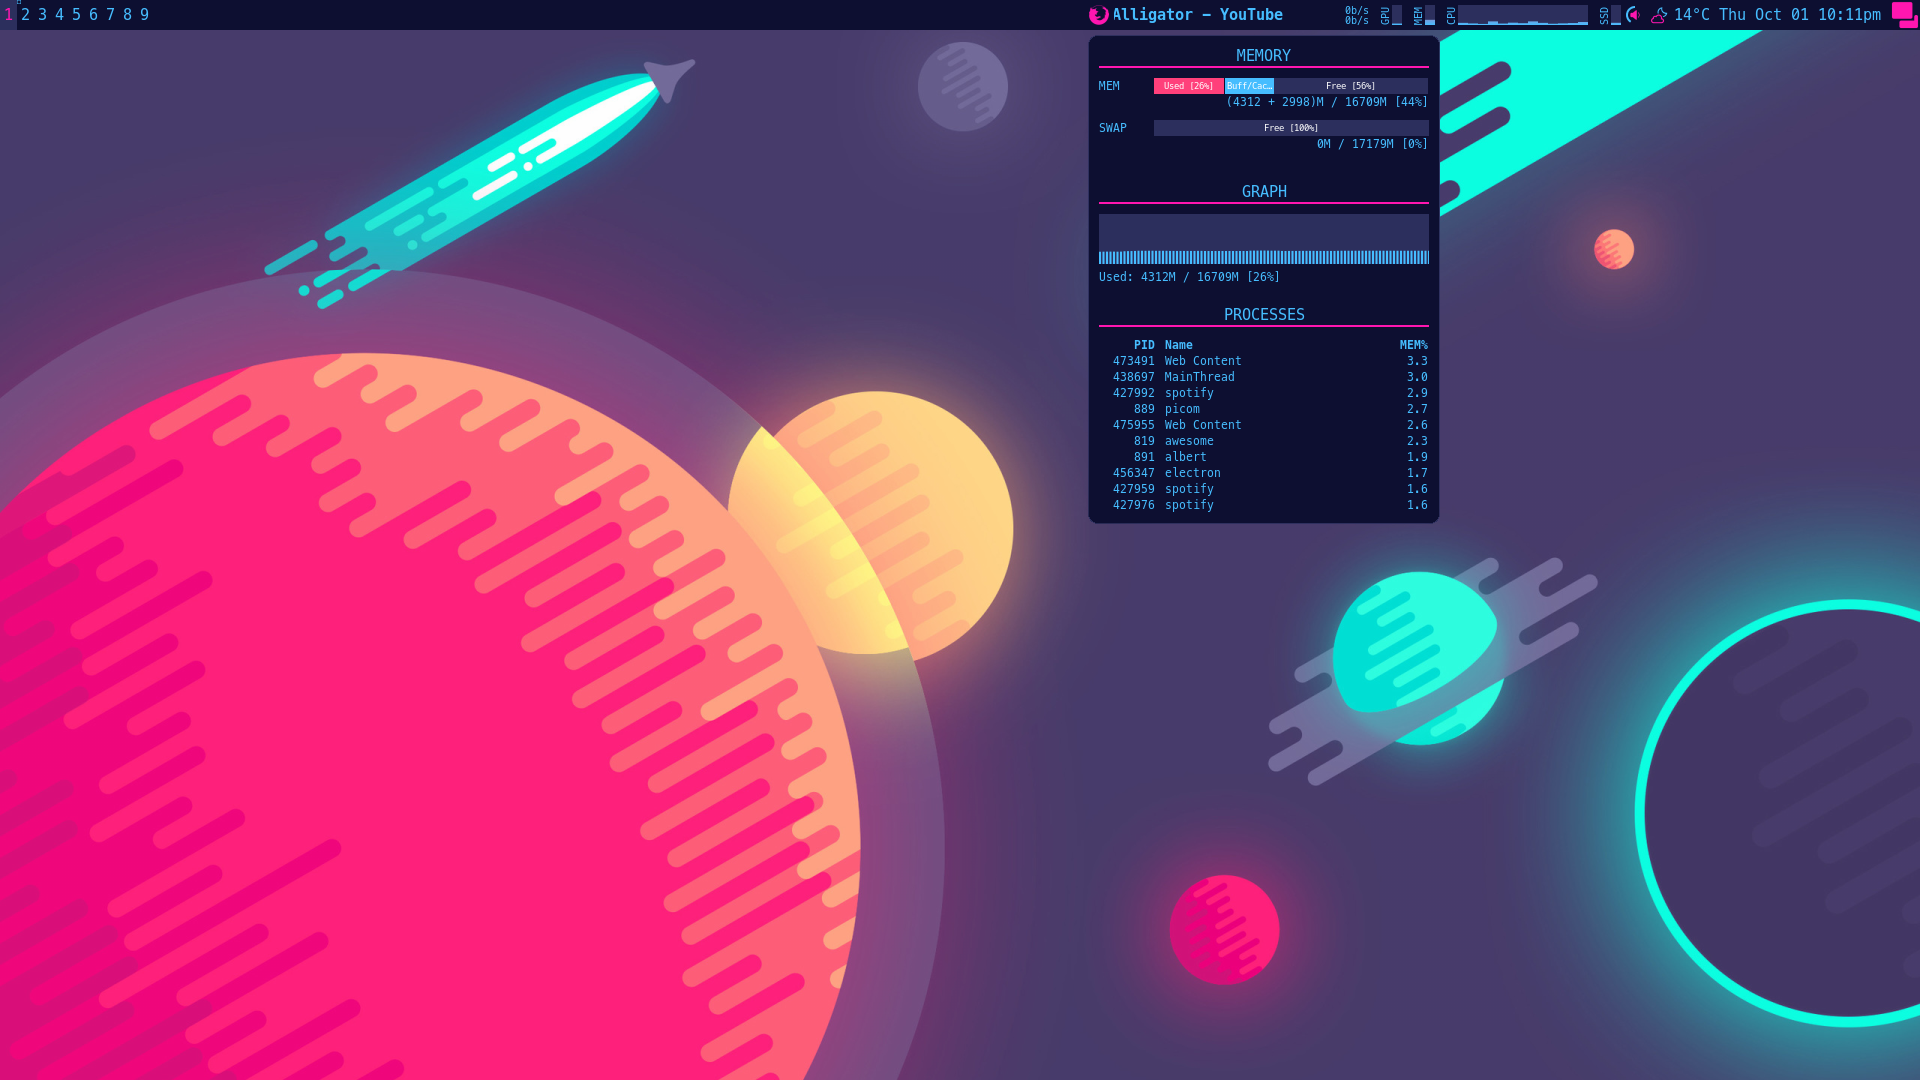 1 2 3 4 5 6 7 8 9
Alligator – YouTube
0b/s
0b/s
GPU
MEM
CPU
SSD
14°C Thu Oct 01 10:11pm
MEMORY
MEM Used [26%] Buff/Cac… Free [56%]
(4312 + 2998)M / 16709M [44%]
SWAP Free [100%]
0M / 17179M [0%]
GRAPH
Used: 4312M / 16709M [26%]
PROCESSES
PID Name MEM%
473491 Web Content 3.3
438697 MainThread 3.0
427992 spotify 2.9
889 picom 2.7
475955 Web Content 2.6
819 awesome 2.3
891 albert 1.9
456347 electron 1.7
427959 spotify 1.6
427976 spotify 1.6